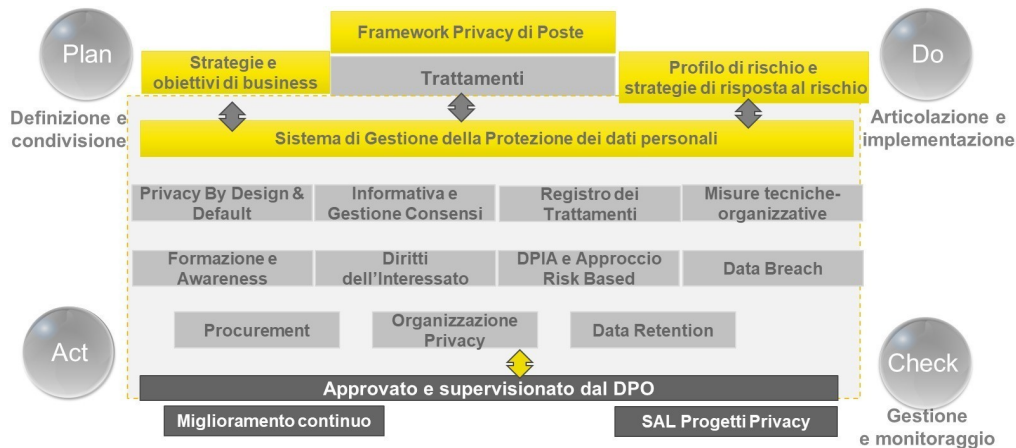 Plan
Framework Privacy di Poste
Do
Strategie e
obiettivi di business
Trattamenti
Profilo di rischio e
strategie di risposta al rischio
Definizione e
condivisione
Articolazione e
implementazione
Sistema di Gestione della Protezione dei dati personali
Privacy By Design &
Default
Informativa e
Gestione Consensi
Registro dei
Trattamenti
Misure tecniche-
organizzative
Formazione e
Awareness
Diritti
dell'Interessato
DPIA e Approccio
Risk Based
Data Breach
Procurement
Organizzazione
Privacy
Data Retention
Act
Check
Approvato e supervisionato dal DPO
Miglioramento continuo
SAL Progetti Privacy
Gestione
e monitoraggio